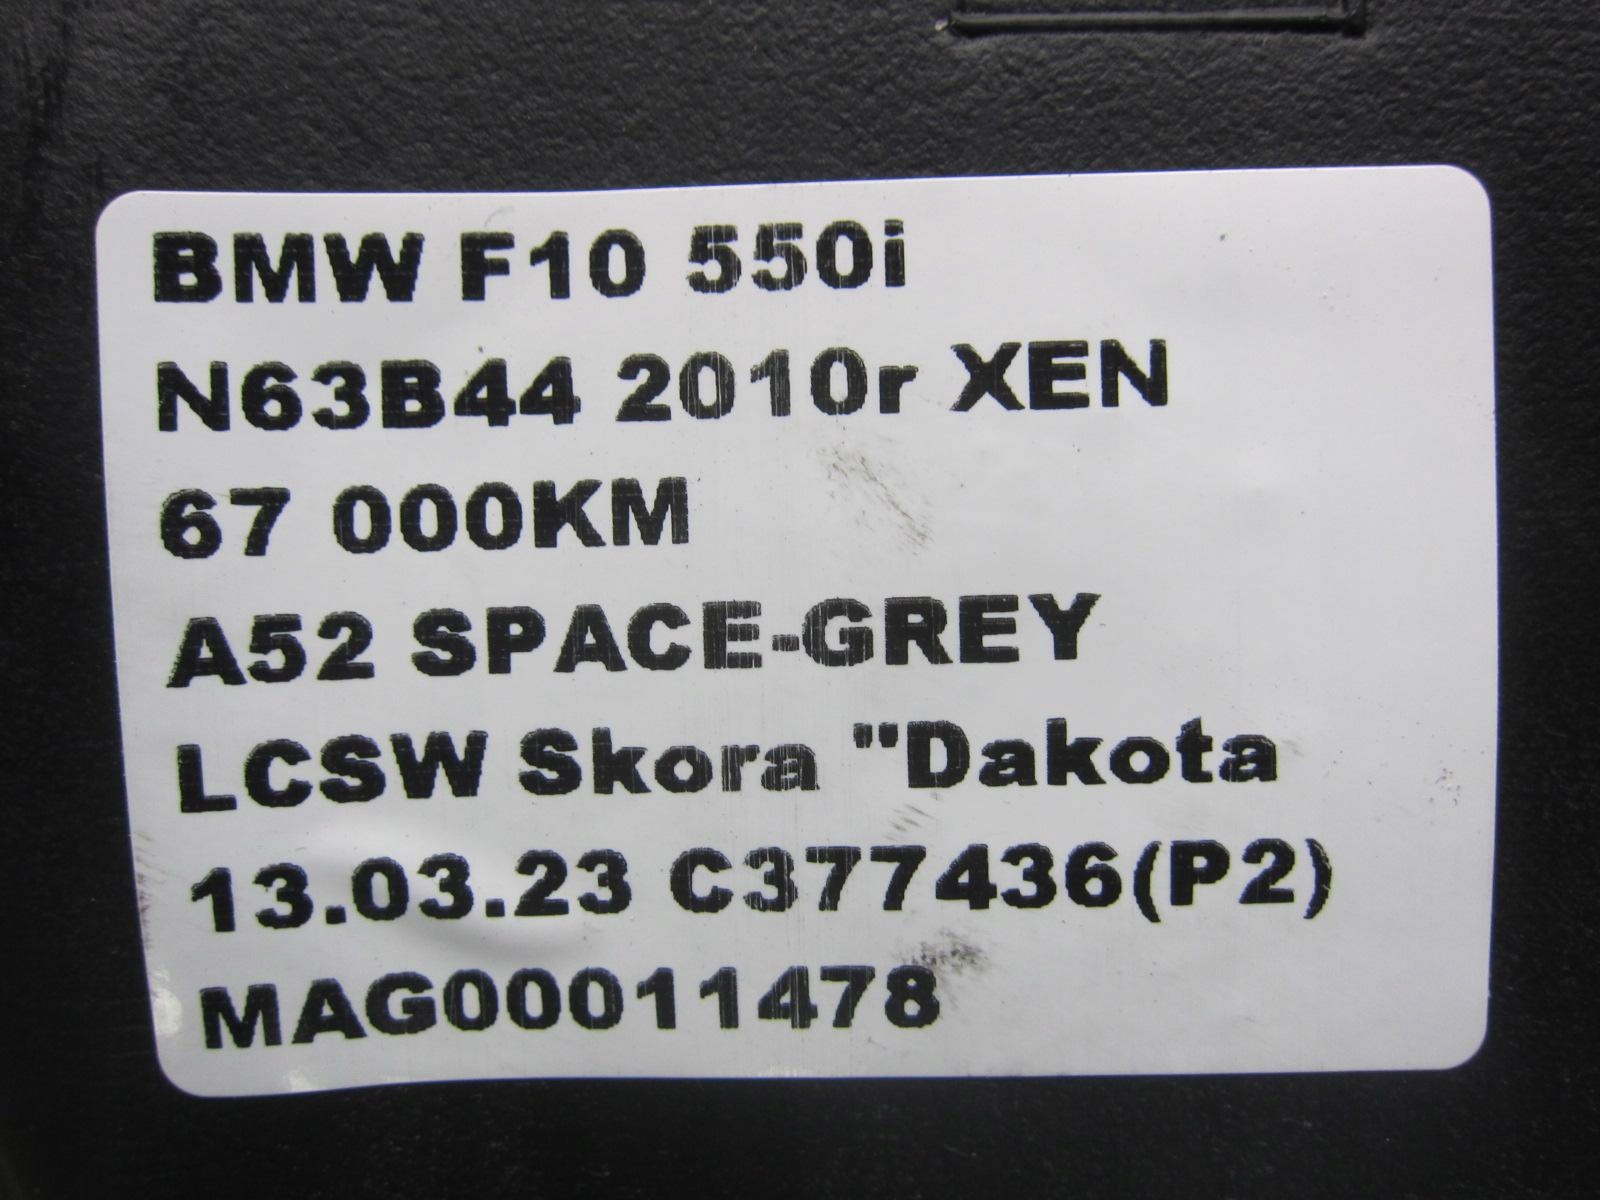 BMW F10 550i
N63B44 2010r XEN
67 000KM
A52 SPACE-GREY
LCSW Skora "Dakota
13.03.23 C377436(P2)
MAG00011478